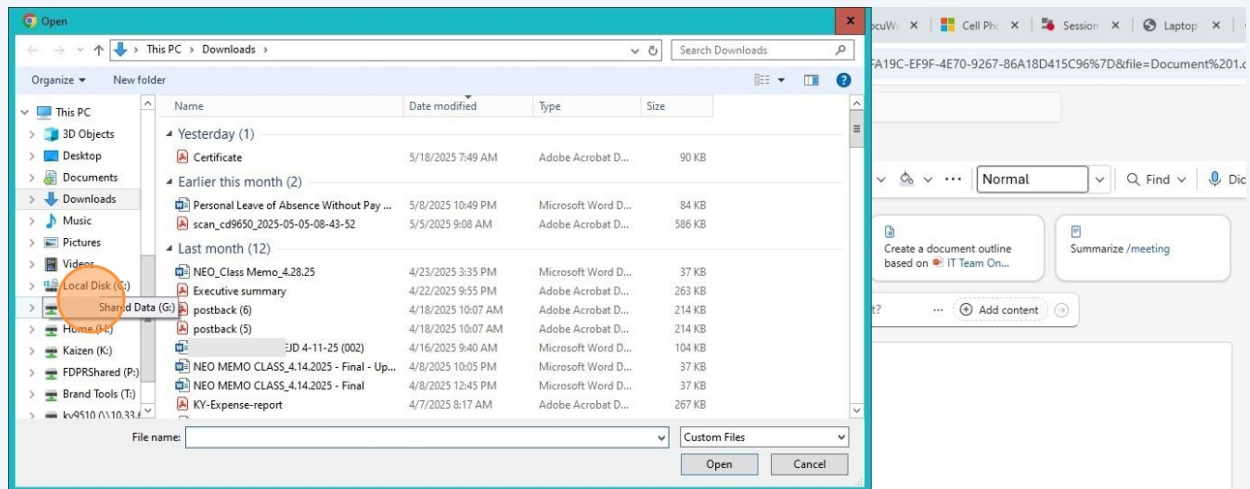 Open
ocuW
Cell Pho
Session
Laptop
This PC > Downloads >
Search Downloads
FA19C-EF9F-4E70-9267-86A18D415C96%7D&file=Document%201.c
Organize
New folder
This PC
3D Objects
Desktop
Documents
Downloads
Music
Pictures
Videos
Local Disk (C:)
Shared Data (G:)
Home (H:)
Kaizen (K:)
FDPRShared (P:)
Brand Tools (T:)
Name Date modified Type Size
Yesterday (1)
Certificate 5/18/2025 7:49 AM Adobe Acrobat D... 90 KB
Earlier this month (2)
Personal Leave of Absence Without Pay ... 5/8/2025 10:49 PM Microsoft Word D... 84 KB
scan_cd9650_2025-05-05-08-43-52 5/5/2025 9:08 AM Adobe Acrobat D... 586 KB
Last month (12)
NEO_Class Memo_4.28.25 4/23/2025 3:35 PM Microsoft Word D... 37 KB
Executive summary 4/22/2025 9:55 PM Adobe Acrobat D... 263 KB
postback (6) 4/18/2025 10:07 AM Adobe Acrobat D... 214 KB
postback (5) 4/18/2025 10:07 AM Adobe Acrobat D... 214 KB
EJD 4-11-25 (002) 4/16/2025 9:40 AM Microsoft Word D... 104 KB
NEO MEMO CLASS_4.14.2025 - Final - Up... 4/8/2025 10:05 PM Microsoft Word D... 37 KB
NEO MEMO CLASS_4.14.2025 - Final 4/8/2025 12:45 PM Microsoft Word D... 37 KB
KY-Expense-report 4/7/2025 8:17 AM Adobe Acrobat D... 267 KB
File name:
Custom Files
Open
Cancel
Normal
Find
Dic
Create a document outline
based on IT Team On...
Summarize /meeting
t?
Add content